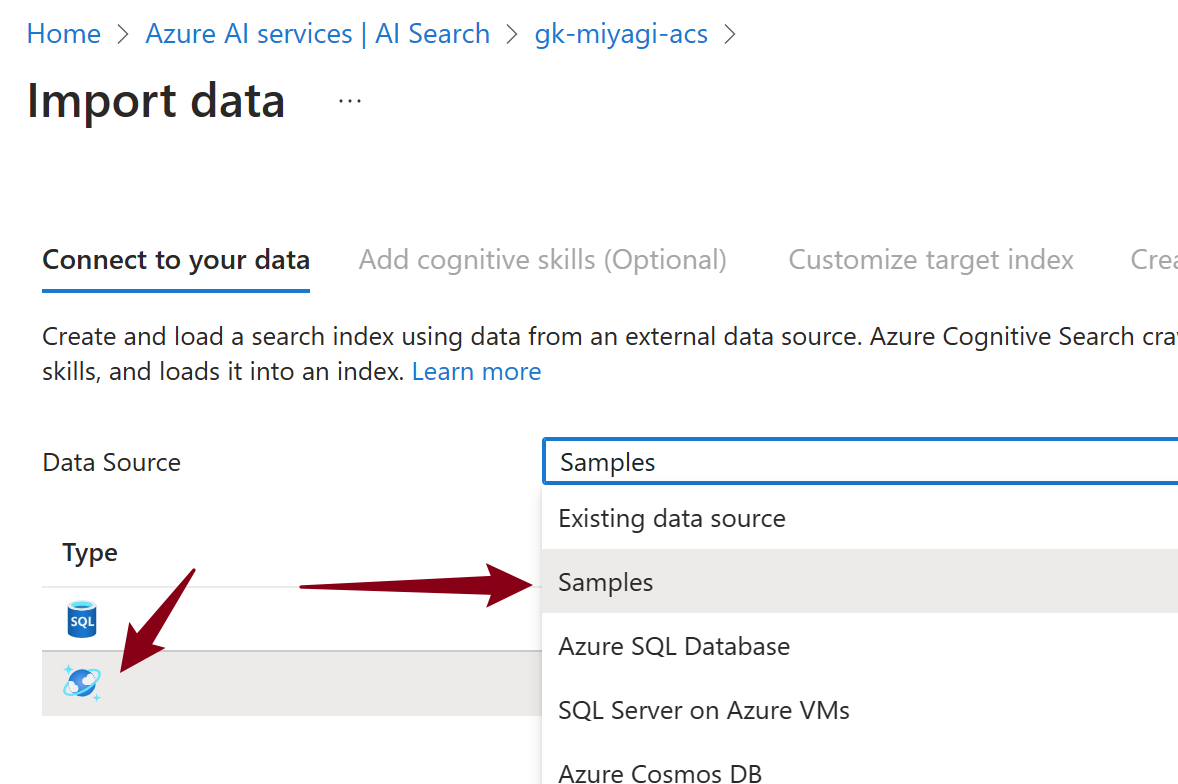 Home > Azure AI services | AI Search > gk-miyagi-acs >
Import data ...
Connect to your data Add cognitive skills (Optional) Customize target index
Create and load a search index using data from an external data source. Azure Cognitive Search
skills, and loads it into an index. Learn more
Data Source Samples
Existing data source
Type
Samples
SQL
Azure SQL Database
SQL Server on Azure VMs
Azure Cosmos DB